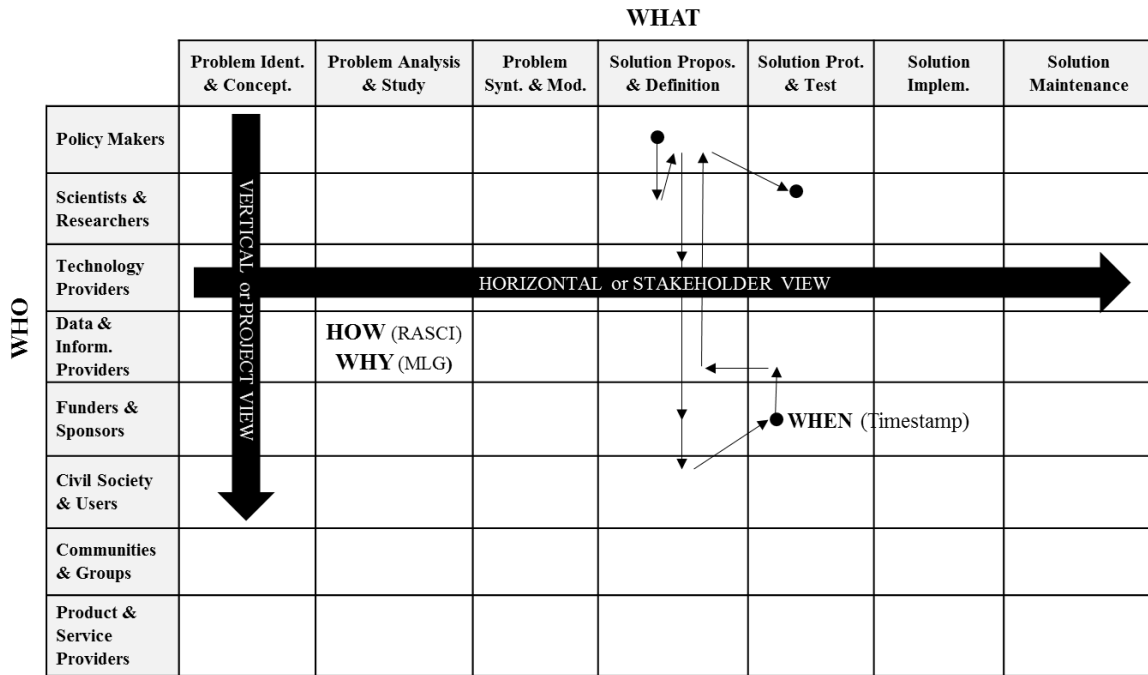 WHAT
Problem Ident.
& Concept.
Problem Analysis
& Study
Problem
Synt. & Mod.
Solution Propos.
& Definition
Solution Prot.
& Test
Solution
Implem.
Solution
Maintenance
WHO
Policy Makers
Scientists &
Researchers
Technology
Providers
Data &
Inform.
Providers
Funders &
Sponsors
Civil Society
& Users
Communities
& Groups
Product &
Service
Providers
VERTICAL or PROJECT VIEW
HORIZONTAL or STAKEHOLDER VIEW
HOW (RASCI)
WHY (MLG)
WHEN (Timestamp)